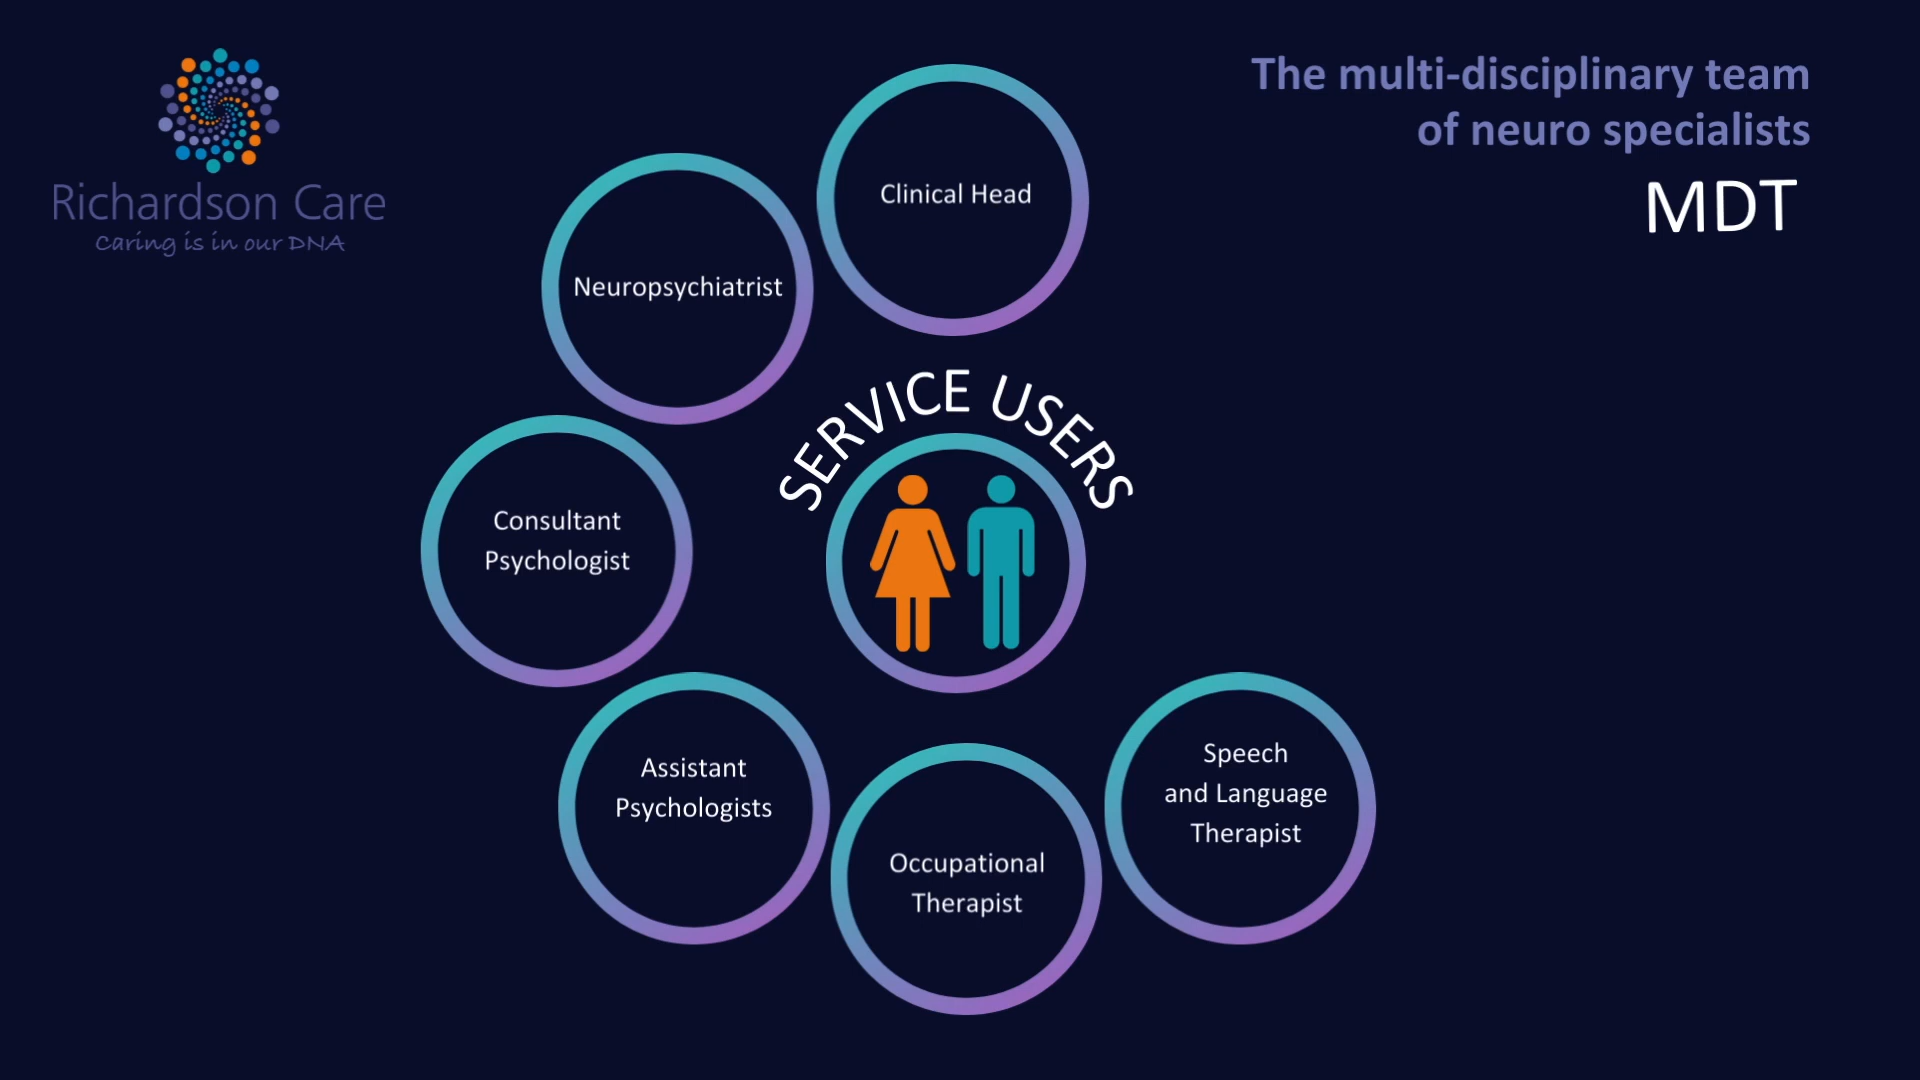 Richardson Care
Caring is in our DNA
The multi-disciplinary team
of neuro specialists
MDT
Clinical Head
Neuropsychiatrist
Consultant
Psychologist
Assistant
Psychologists
Occupational
Therapist
Speech
and Language
Therapist
SERVICE USERS